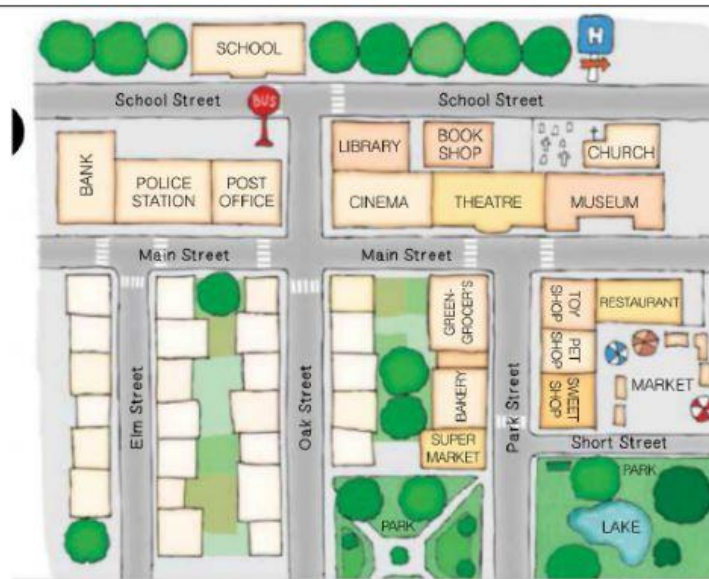 H
SCHOOL
School Street
BUS
School Street
BANK
POLICE
STATION
POST
OFFICE
LIBRARY
BOOK
SHOP
CHURCH
CINEMA
THEATRE
MUSEUM
Main Street
Main Street
Elm Street
Oak Street
GREEN-
GROCER'S
BAKERY
SUPER
MARKET
Park Street
TOY
SHOP
RESTAURANT
PET
SHOP
SWEET
SHOP
MARKET
Short Street
PARK
PARK
LAKE